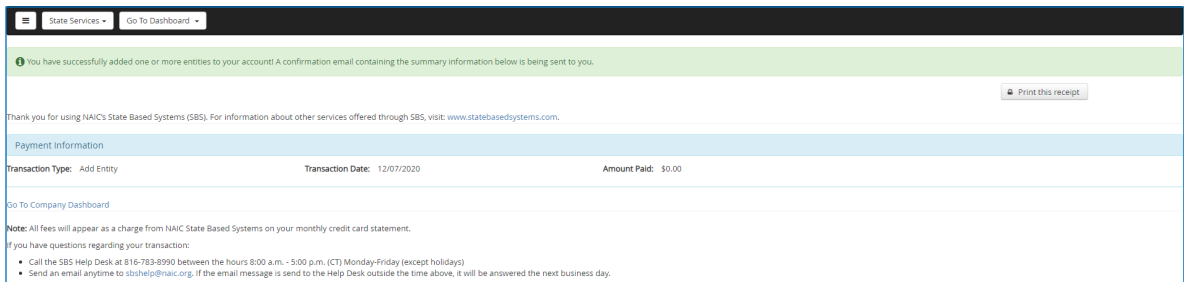 State Services
Go To Dashboard
You have successfully added one or more entities to your account! A confirmation email containing the summary information below is being sent to you.
Print this receipt
Thank you for using NAIC's State Based Systems (SBS). For information about other services offered through SBS, visit: www.statebasedsystems.com.
Payment Information
Transaction Type: Add Entity Transaction Date: 12/07/2020 Amount Paid: $0.00
Go To Company Dashboard
Note: All fees will appear as a charge from NAIC State Based Systems on your monthly credit card statement.
If you have questions regarding your transaction:
• Call the SBS Help Desk at 816-783-8990 between the hours 8:00 a.m. - 5:00 p.m. (CT) Monday-Friday (except holidays)
• Send an email anytime to sbshelp@naic.org. If the email message is send to the Help Desk outside the time above, it will be answered the next business day.